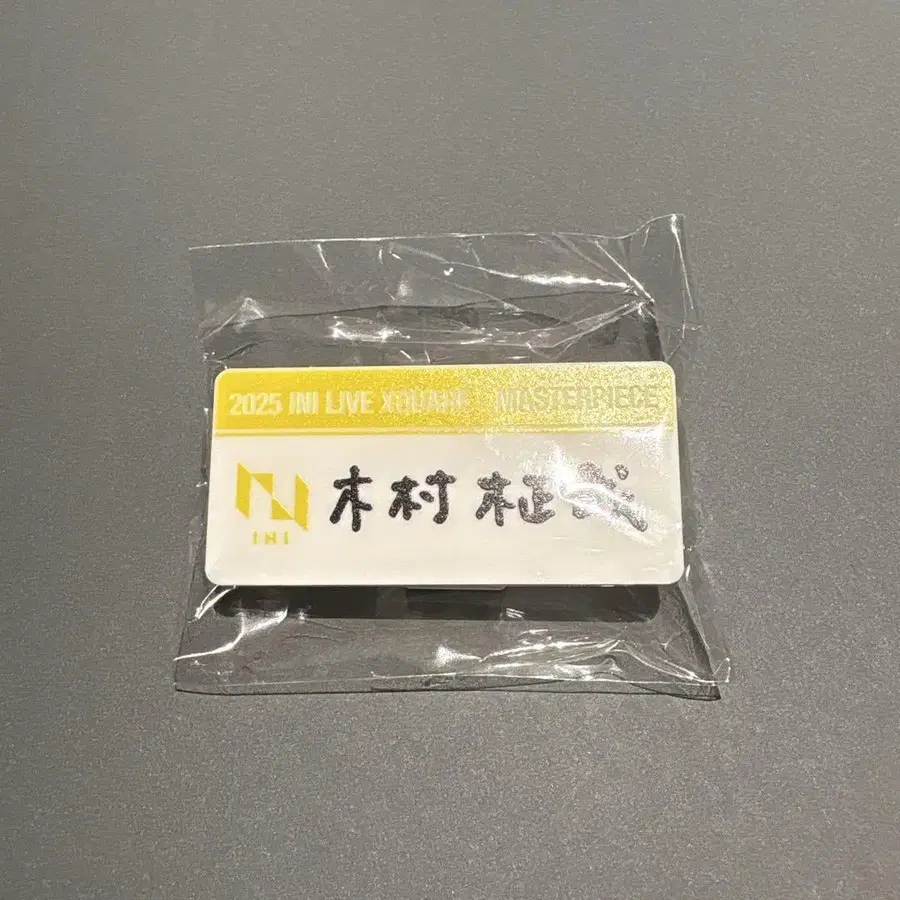 2025 INI LIVE XQUARE MASTERPIECE
木村 柾哉
INI